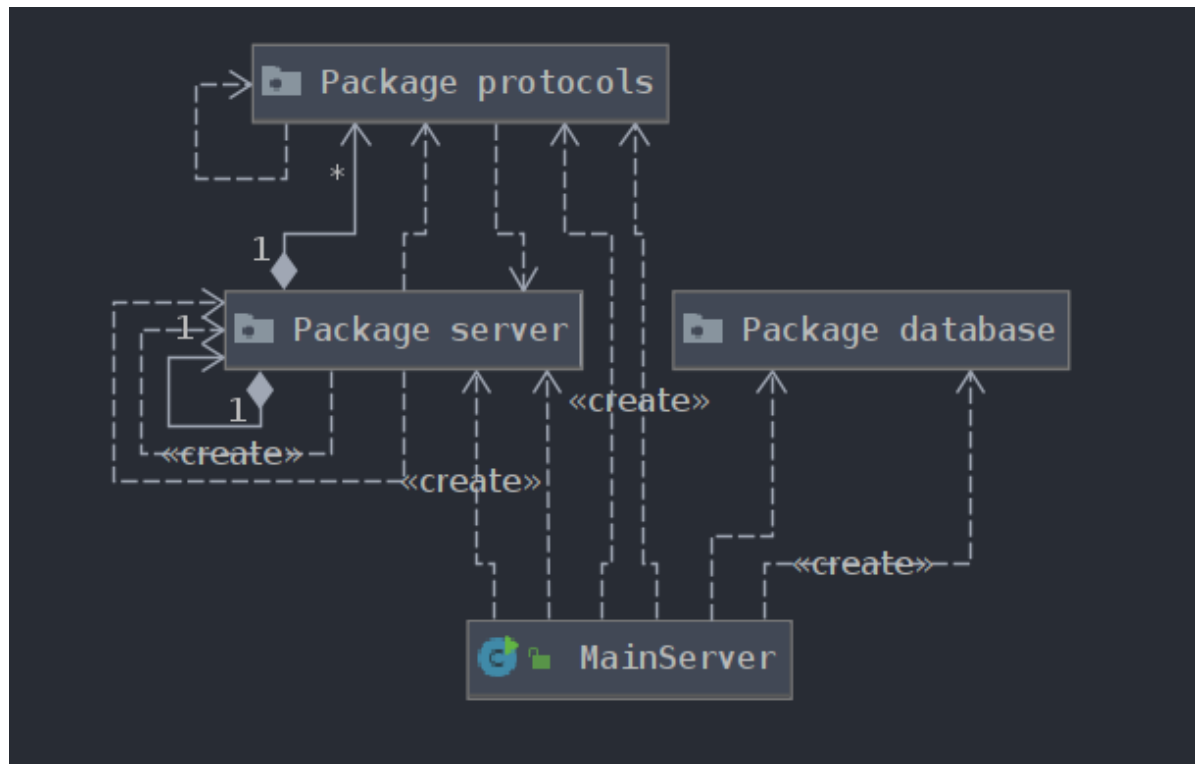 Package protocols
*
1
1
Package server
Package database
«create»
1
«create»
«create»
«create»
MainServer